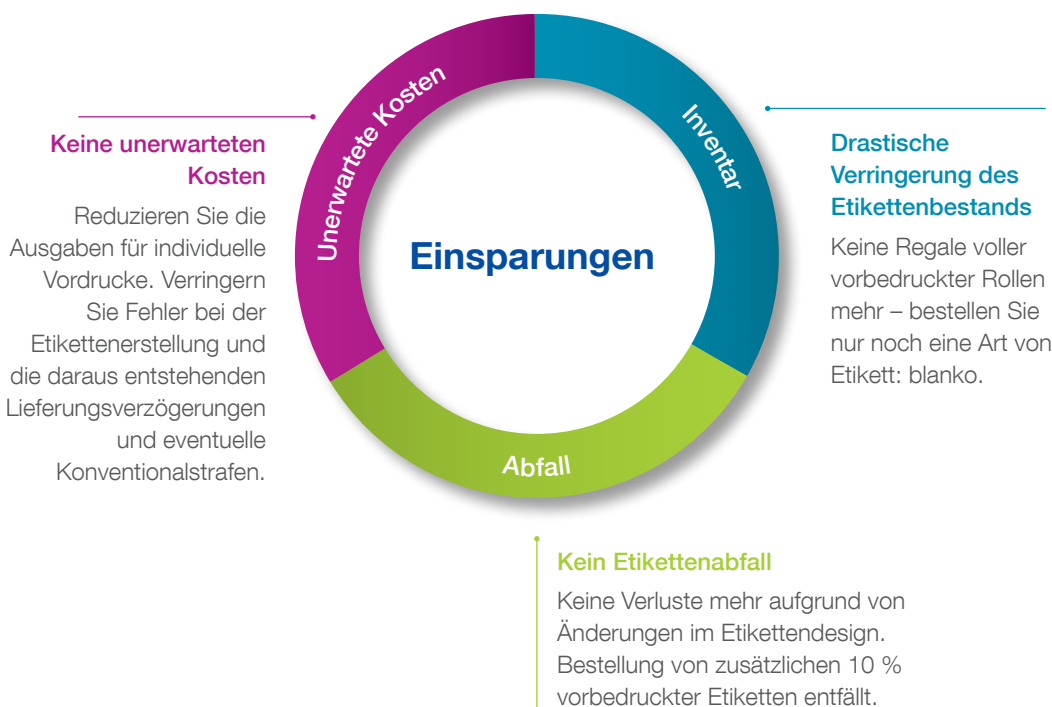 Einsparungen
Unerwartete Kosten
Inventar
Abfall
Keine unerwarteten
Kosten
Reduzieren Sie die
Ausgaben für individuelle
Vordrucke. Verringern
Sie Fehler bei der
Etikettenerstellung und
die daraus entstehenden
Lieferungsverzögerungen
und eventuelle
Konventionalstrafen.
Drastische
Verringerung des
Etikettenbestands
Keine Regale voller
vorbedruckter Rollen
mehr – bestellen Sie
nur noch eine Art von
Etikett: blanko.
Kein Etikettenabfall
Keine Verluste mehr aufgrund von
Änderungen im Etikettendesign.
Bestellung von zusätzlichen 10 %
vorbedruckter Etiketten entfällt.